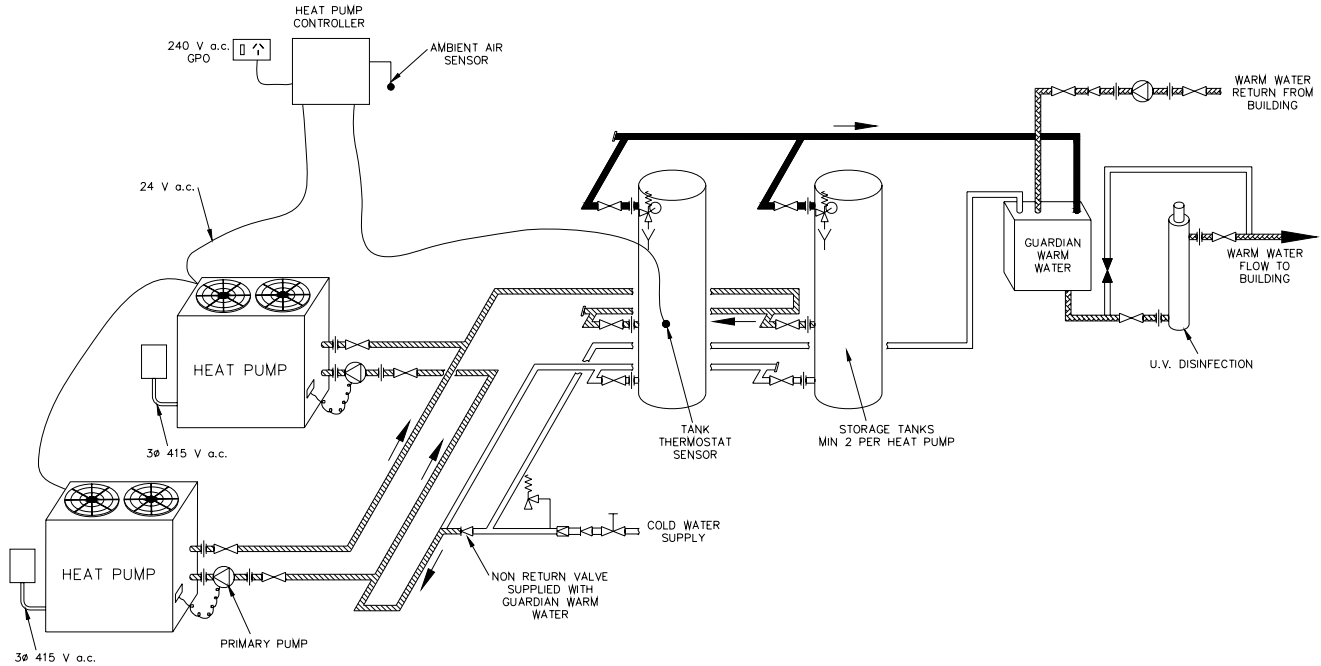 HEAT PUMP
CONTROLLER
240 V a.c.
GPO
AMBIENT AIR
SENSOR
WARM WATER
RETURN FROM
BUILDING
24 V a.c.
GUARDIAN
WARM
WATER
WARM WATER
FLOW TO
BUILDING
HEAT PUMP
U.V. DISINFECTION
3ø 415 V a.c.
TANK
THERMOSTAT
SENSOR
STORAGE TANKS
MIN 2 PER HEAT PUMP
COLD WATER
SUPPLY
HEAT PUMP
NON RETURN VALVE
SUPPLIED WITH
GUARDIAN WARM
WATER
PRIMARY PUMP
3ø 415 V a.c.